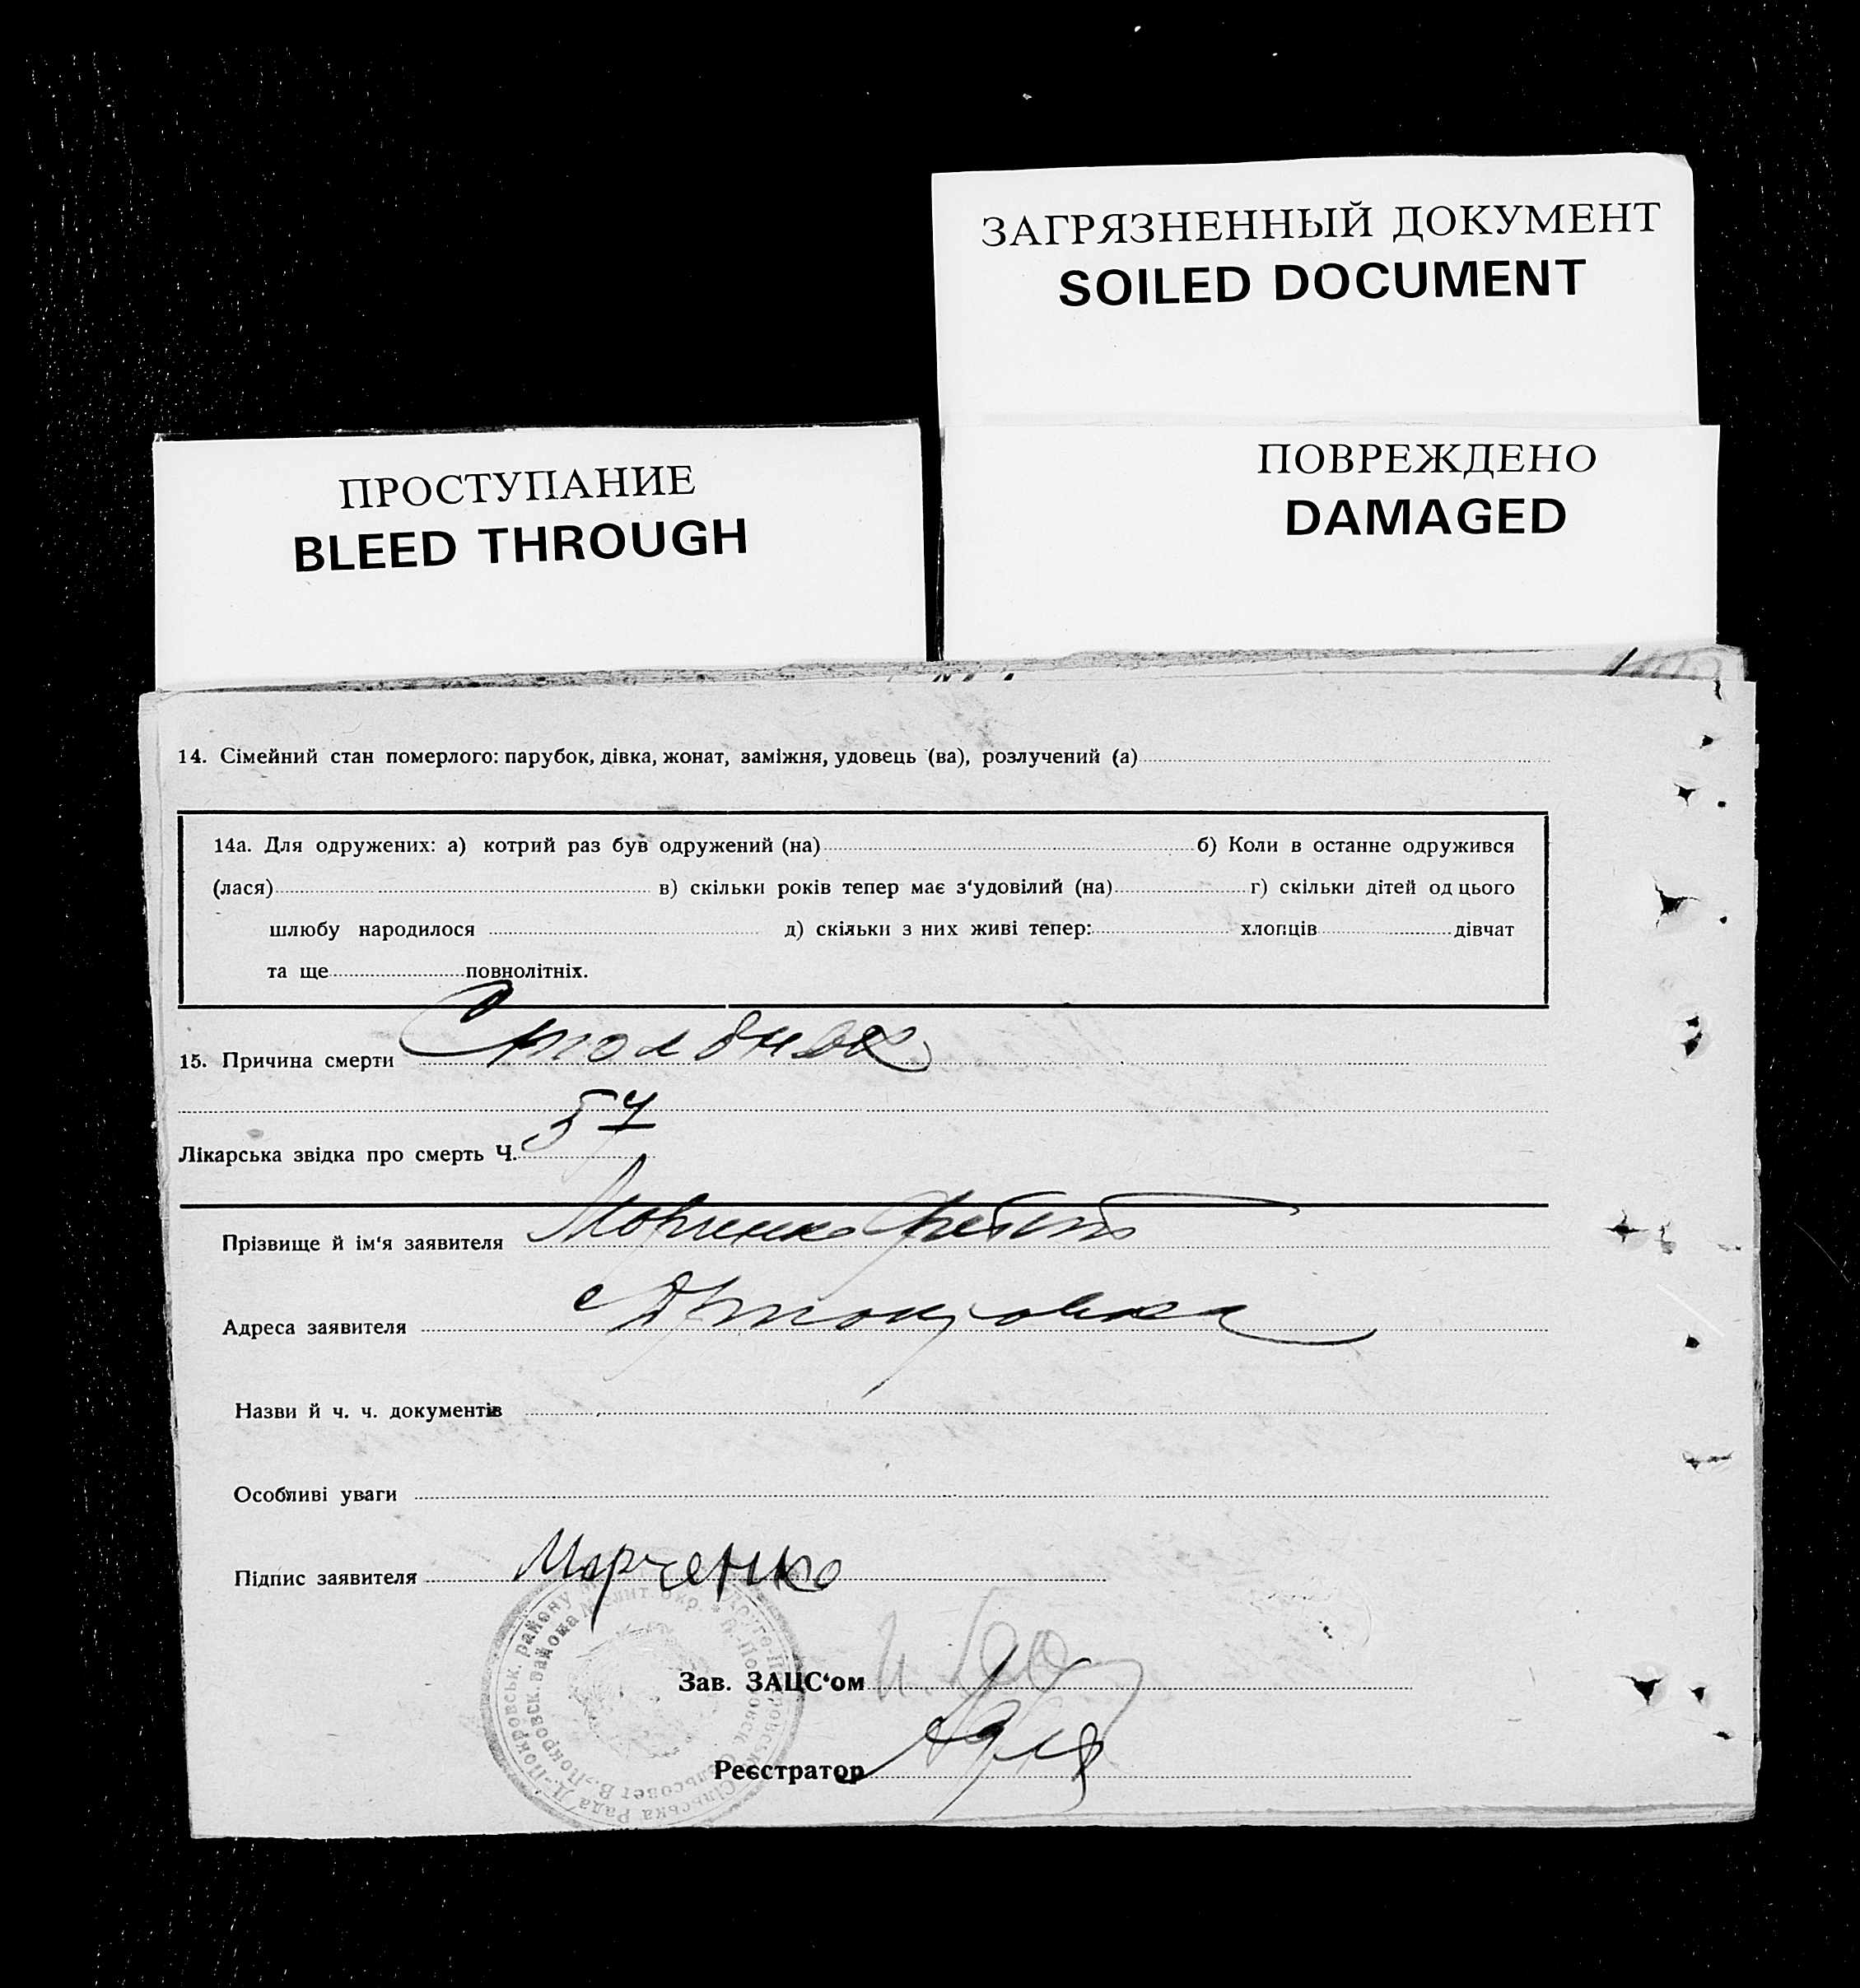 ЗАГРЯЗНЕННЫЙ ДОКУМЕНТ
SOILED DOCUMENT
ПРОСТУПАНИЕ
BLEED THROUGH
ПОВРЕЖДЕНО
DAMAGED
14. Сімейний стан померлого: парубок, дівка, жонат, заміжня, удовець (ва), розлучений (а)
14а. Для одружених: а) котрий раз був одружений (на) б) Коли в останне одружився
(лася) в) скільки років тепер має з‘удовілий (на) г) скільки дітей од цього
шлюбу народилося д) скільки з них живі тепер: хлопців дівчат
та ще повнолітніх.
15. Причина смерти
Лікарська звідка про смерть Ч. 57
Прізвище й ім‘я заявителя Морченко
Адреса заявителя
Назви й ч. ч. документів
Особливі уваги
Підпис заявителя Морченко
Зав. ЗАЦС‘ом
Реєстратор